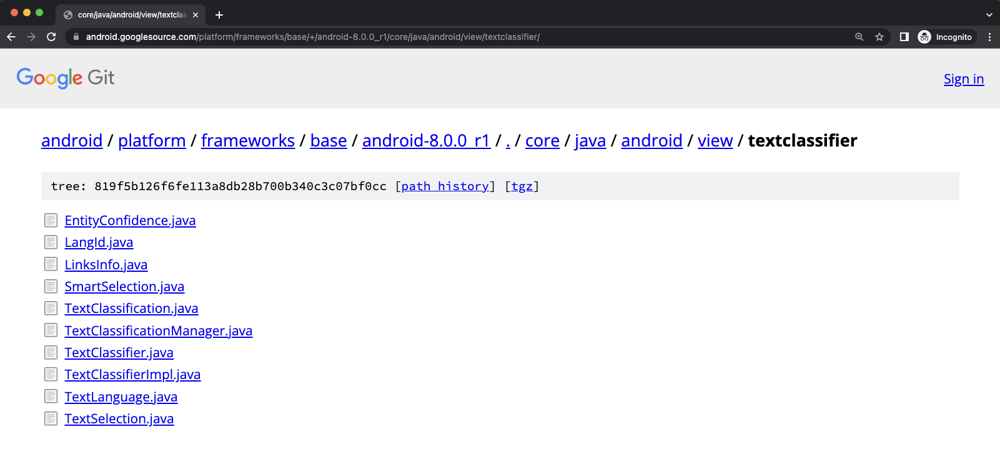 core/java/android/view/textclas
android.googlesource.com/platform/frameworks/base/+/android-8.0.0_r1/core/java/android/view/textclassifier/
Incognito
Google Git
Sign in
android / platform / frameworks / base / android-8.0.0_r1 / . / core / java / android / view / textclassifier
tree: 819f5b126f6fe113a8db28b700b340c3c07bf0cc [path history] [tgz]
EntityConfidence.java
LangId.java
LinksInfo.java
SmartSelection.java
TextClassification.java
TextClassificationManager.java
TextClassifier.java
TextClassifierImpl.java
TextLanguage.java
TextSelection.java